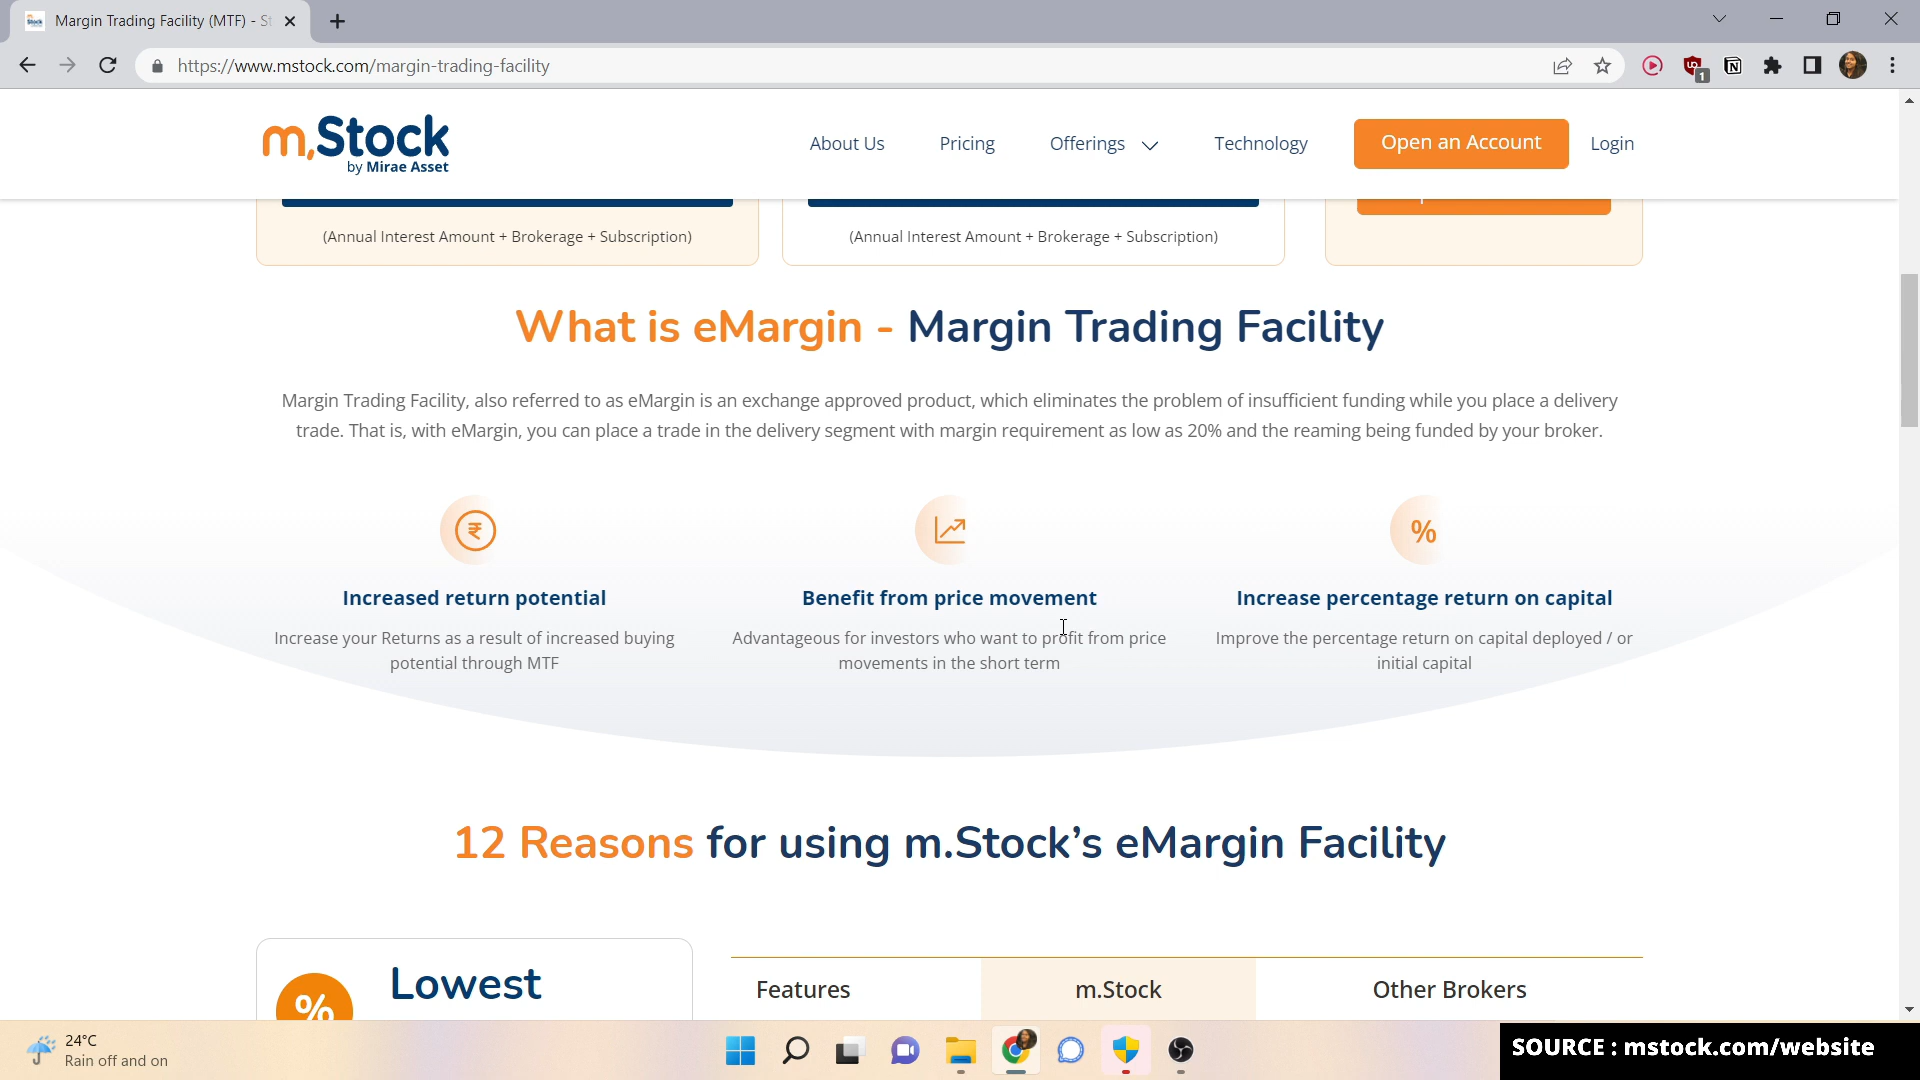 Margin Trading Facility (MTF) - St
https://www.mstock.com/margin-trading-facility
1
m.Stock
by Mirae Asset
About Us
Pricing
Offerings
Technology
Open an Account
Login
(Annual Interest Amount + Brokerage + Subscription)
(Annual Interest Amount + Brokerage + Subscription)
What is eMargin - Margin Trading Facility
Margin Trading Facility, also referred to as eMargin is an exchange approved product, which eliminates the problem of insufficient funding while you place a delivery
trade. That is, with eMargin, you can place a trade in the delivery segment with margin requirement as low as 20% and the reaming being funded by your broker.
₹
%
Increased return potential
Benefit from price movement
Increase percentage return on capital
Increase your Returns as a result of increased buying
potential through MTF
Advantageous for investors who want to profit from price
movements in the short term
Improve the percentage return on capital deployed / or
initial capital
12 Reasons for using m.Stock’s eMargin Facility
%
Lowest
Features
m.Stock
Other Brokers
24°C
Rain off and on
SOURCE : mstock.com/website